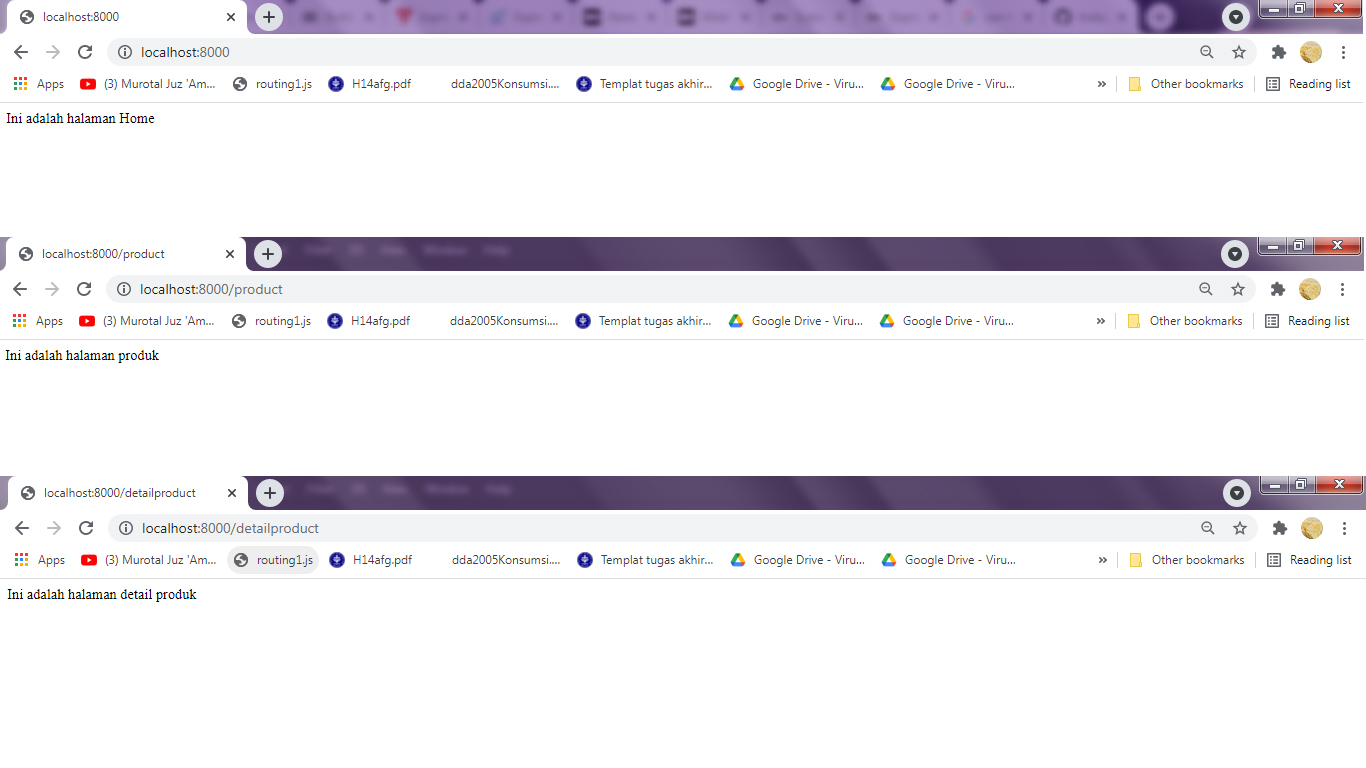 localhost:8000
localhost:8000
Apps (3) Murotal Juz 'Am... routing1.js H14afg.pdf dda2005Konsumsi.... Templat tugas akhir... Google Drive - Viru... Google Drive - Viru... » Other bookmarks Reading list
Ini adalah halaman Home
localhost:8000/product
localhost:8000/product
Apps (3) Murotal Juz 'Am... routing1.js H14afg.pdf dda2005Konsumsi.... Templat tugas akhir... Google Drive - Viru... Google Drive - Viru... » Other bookmarks Reading list
Ini adalah halaman produk
localhost:8000/detailproduct
localhost:8000/detailproduct
Apps (3) Murotal Juz 'Am... routing1.js H14afg.pdf dda2005Konsumsi.... Templat tugas akhir... Google Drive - Viru... Google Drive - Viru... » Other bookmarks Reading list
Ini adalah halaman detail produk